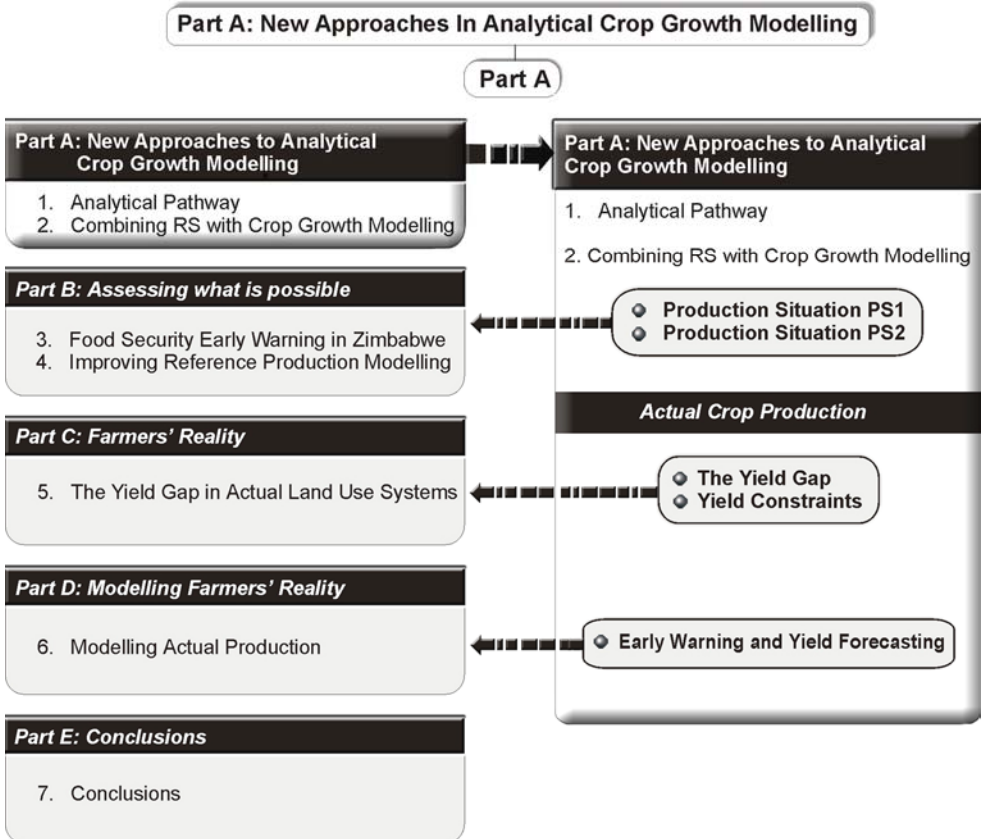 Part A: New Approaches In Analytical Crop Growth Modelling
Part A
Part A: New Approaches to Analytical
Crop Growth Modelling
1. Analytical Pathway
2. Combining RS with Crop Growth Modelling
Part B: Assessing what is possible
3. Food Security Early Warning in Zimbabwe
4. Improving Reference Production Modelling
Part C: Farmers' Reality
5. The Yield Gap in Actual Land Use Systems
Part D: Modelling Farmers' Reality
6. Modelling Actual Production
Part E: Conclusions
7. Conclusions
Part A: New Approaches to Analytical
Crop Growth Modelling
1. Analytical Pathway
2. Combining RS with Crop Growth Modelling
Production Situation PS1
Production Situation PS2
Actual Crop Production
The Yield Gap
Yield Constraints
Early Warning and Yield Forecasting